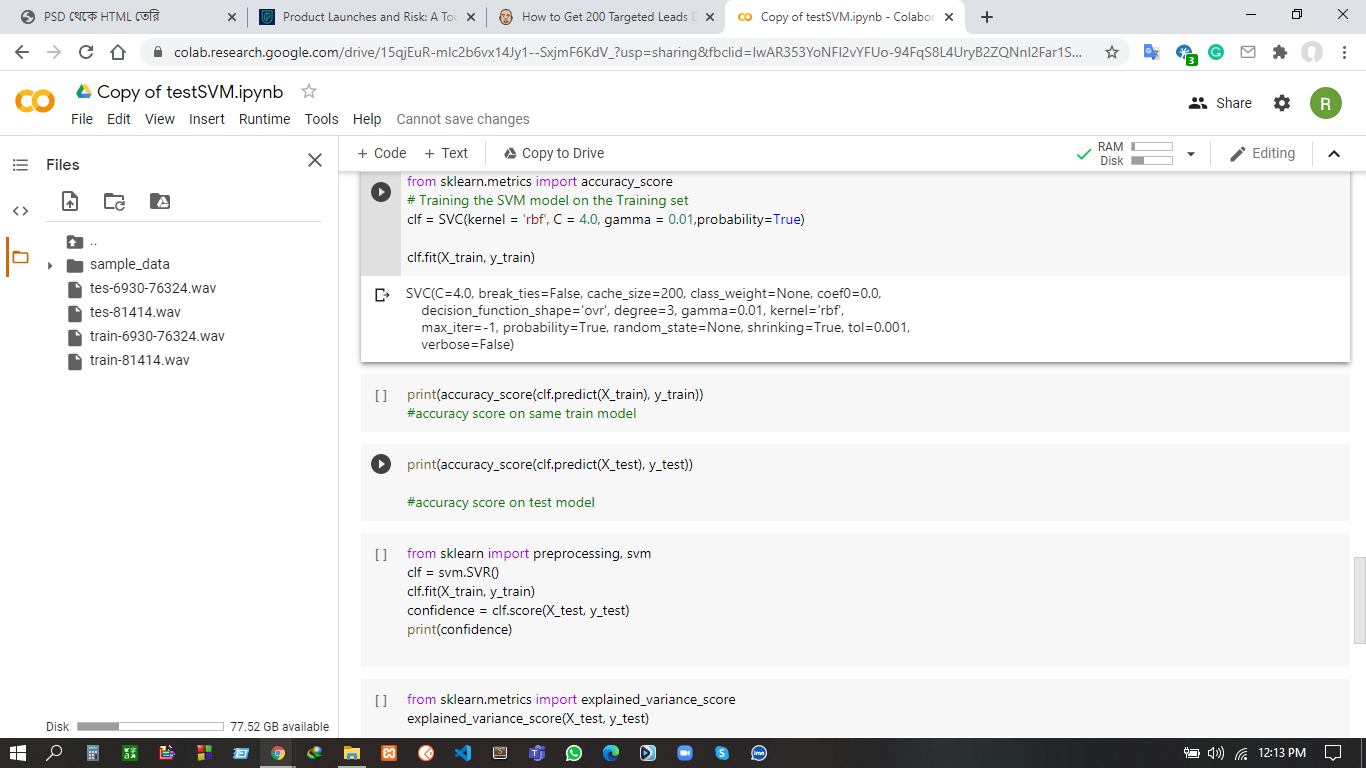 PSD থেকে HTML তৈরি
Product Launches and Risk: A Tou
How to Get 200 Targeted Leads D
Copy of testSVM.ipynb - Colabor
colab.research.google.com/drive/15qjEuR-mIc2b6vx14Jy1--SxjmF6KdV_?usp=sharing&fbclid=IwAR353YoNFl2vYFUo-94FqS8L4UryB2ZQNnl2Far1S...
3
Copy of testSVM.ipynb
File Edit View Insert Runtime Tools Help Cannot save changes
Share
R
Files
+ Code + Text
Copy to Drive
RAM
Disk
Editing
..
sample_data
tes-6930-76324.wav
tes-81414.wav
train-6930-76324.wav
train-81414.wav
Disk 77.52 GB available
from sklearn.metrics import accuracy_score
# Training the SVM model on the Training set
clf = SVC(kernel = 'rbf', C = 4.0, gamma = 0.01,probability=True)
clf.fit(X_train, y_train)
SVC(C=4.0, break_ties=False, cache_size=200, class_weight=None, coef0=0.0,
decision_function_shape='ovr', degree=3, gamma=0.01, kernel='rbf',
max_iter=-1, probability=True, random_state=None, shrinking=True, tol=0.001,
verbose=False)
[ ] print(accuracy_score(clf.predict(X_train), y_train))
#accuracy score on same train model
print(accuracy_score(clf.predict(X_test), y_test))
#accuracy score on test model
[ ] from sklearn import preprocessing, svm
clf = svm.SVR()
clf.fit(X_train, y_train)
confidence = clf.score(X_test, y_test)
print(confidence)
[ ] from sklearn.metrics import explained_variance_score
explained_variance_score(X_test, y_test)
12:13 PM